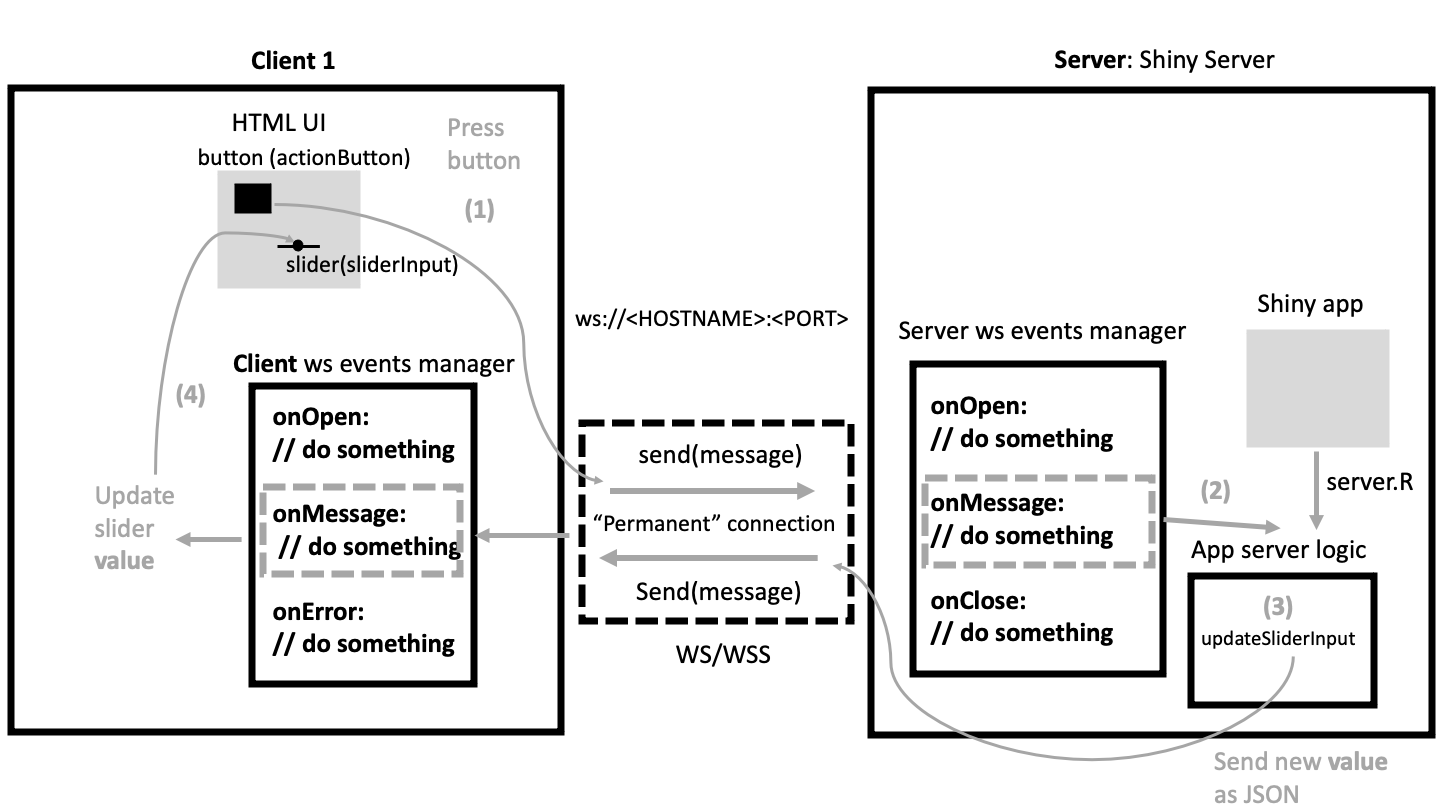 Client 1
HTML UI
button (actionButton)
Press
button
(1)
slider(sliderInput)
(4)
Client ws events manager
onOpen:
// do something
onMessage:
// do something
onError:
// do something
Update
slider
value
ws://<HOSTNAME>:<PORT>
send(message)
“Permanent” connection
Send(message)
WS/WSS
Server: Shiny Server
Server ws events manager
onOpen:
// do something
onMessage:
// do something
onClose:
// do something
(2)
Shiny app
server.R
App server logic
(3)
updateSliderInput
Send new value
as JSON